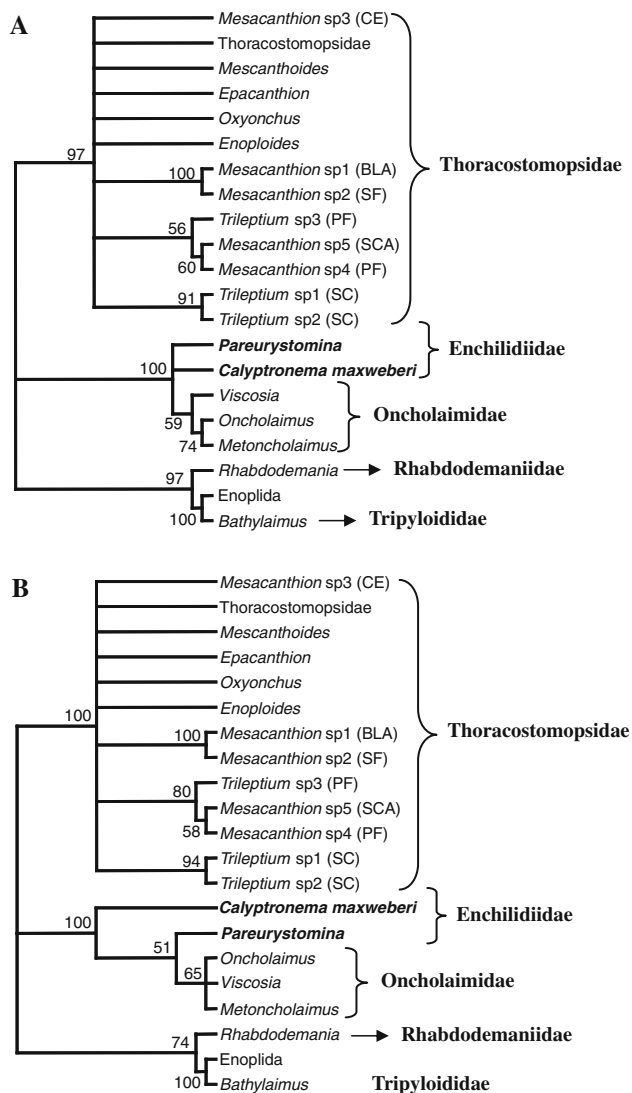 A
Mesacanthion sp3 (CE)
Thoracostomopsidae
Mescanthoides
Epacanthion
Oxyonchus
Enoploides
97
Thoracostomopsidae
100
Mesacanthion sp1 (BLA)
Mesacanthion sp2 (SF)
Trileptium sp3 (PF)
56
Mesacanthion sp5 (SCA)
60
Mesacanthion sp4 (PF)
91
Trileptium sp1 (SC)
Trileptium sp2 (SC)
Pareurystomina
Enchilidiidae
100
Calyptronema maxweberi
Viscosia
59
Oncholaimus
Oncholaimidae
74
Metoncholaimus
97
Rhabdodemania
Rhabdodemaniidae
Enoplida
100
Bathylaimus
Tripyloididae
B
Mesacanthion sp3 (CE)
Thoracostomopsidae
Mescanthoides
Epacanthion
Oxyonchus
Enoploides
100
Thoracostomopsidae
100
Mesacanthion sp1 (BLA)
Mesacanthion sp2 (SF)
Trileptium sp3 (PF)
80
Mesacanthion sp5 (SCA)
58
Mesacanthion sp4 (PF)
94
Trileptium sp1 (SC)
Trileptium sp2 (SC)
Calyptronema maxweberi
Enchilidiidae
100
Pareurystomina
51
Oncholaimus
65
Viscosia
Oncholaimidae
Metoncholaimus
74
Rhabdodemania
Rhabdodemaniidae
Enoplida
100
Bathylaimus
Tripyloididae